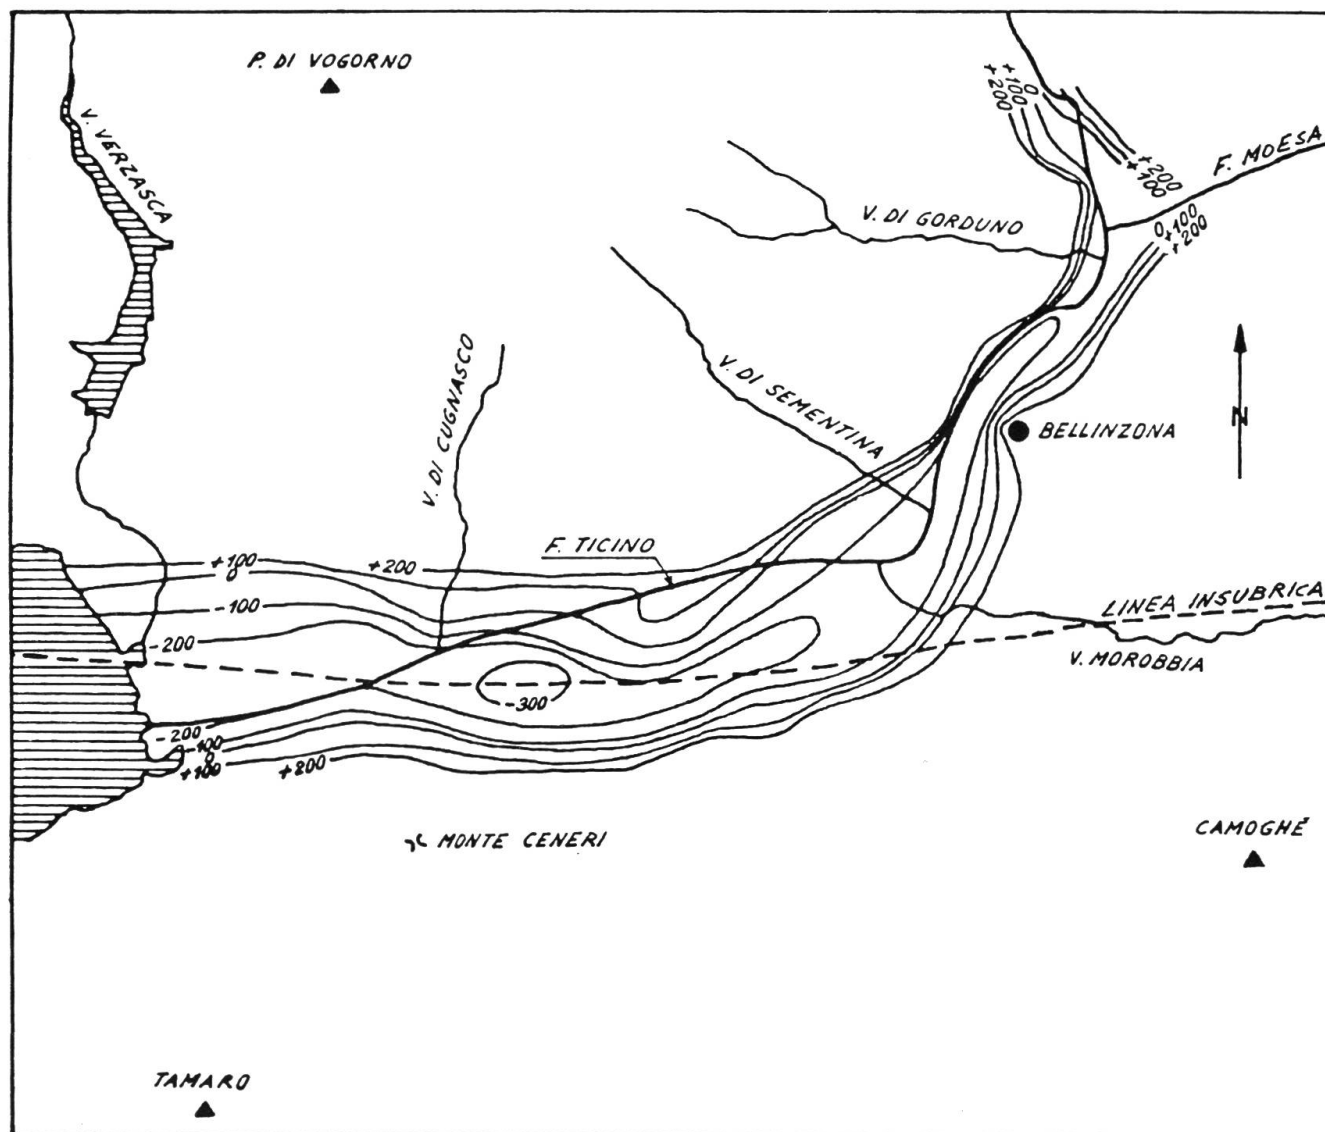 P. DI VOGORNO
V. VERZASCA
0
+100
+200
+200
+100
F. MOESA
V. DI GORDUNO
0
+100
+200
V. DI SEMENTINA
V. DI CUGNASCO
N
BELLINZONA
F. TICINO
+100
0
+200
-100
-200
LINEA INSUBRICA
V. MOROBBIA
-300
-200
-100
0
+100
+200
MONTE CENERI
CAMOGHÉ
TAMARO